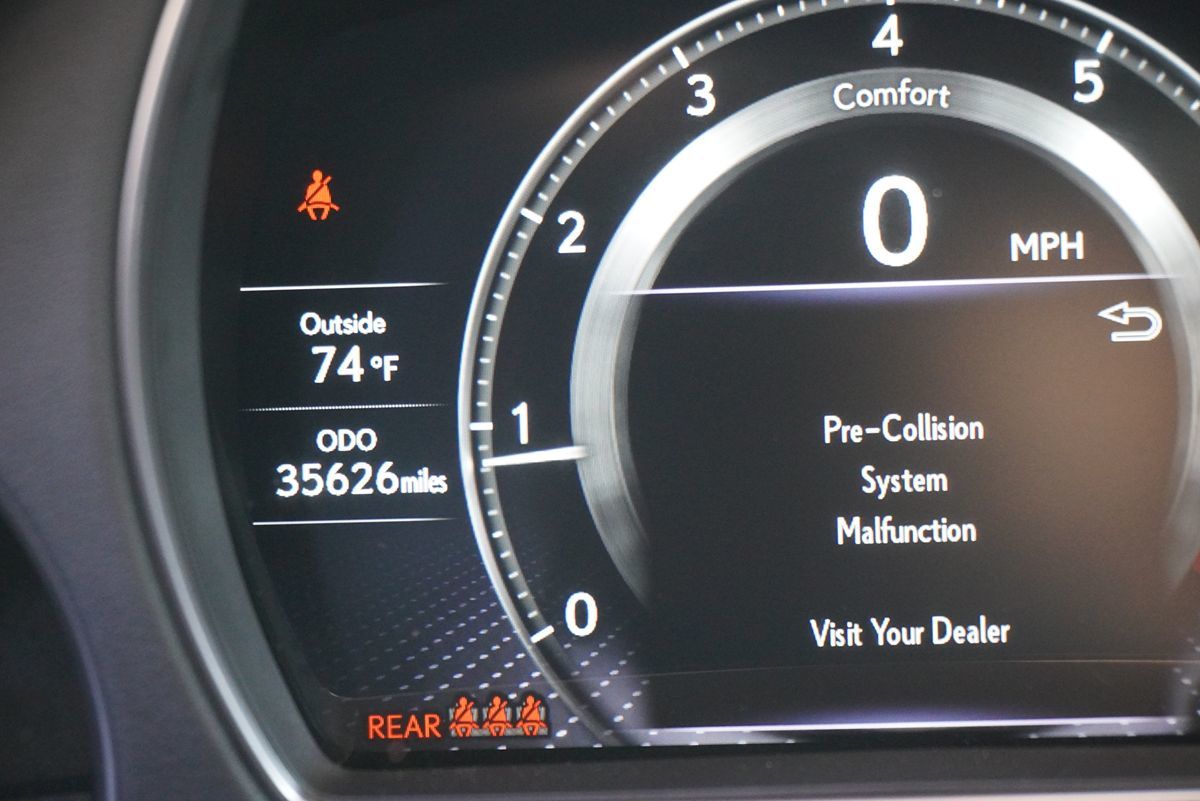 4
3
5
Comfort
2
0
MPH
Outside
74 °F
1
ODO
35626 miles
Pre-Collision
System
Malfunction
0
Visit Your Dealer
REAR